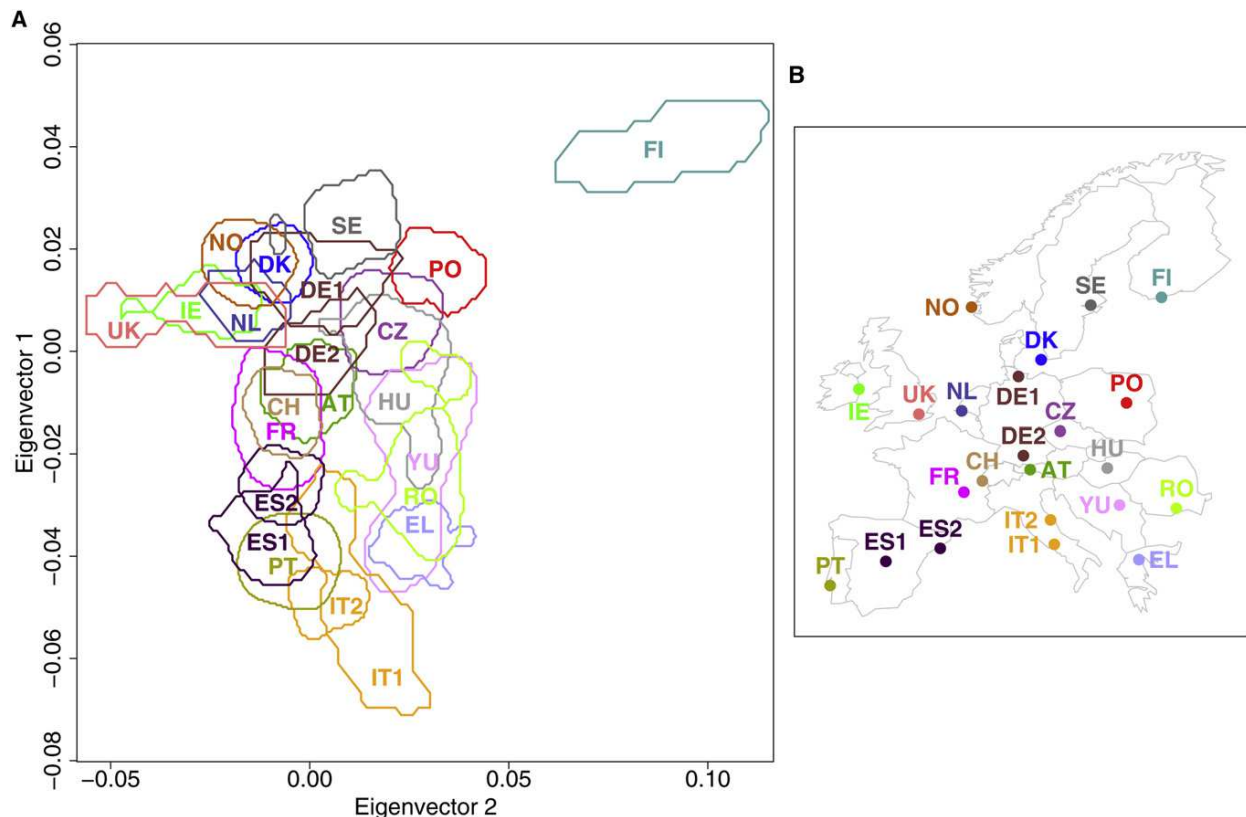 A
Eigenvector 1
0.06
0.04
0.02
0.00
−0.02
−0.04
−0.06
−0.08
FI
SE
NO
DK
PO
DE1
IE
NL
UK
CZ
DE2
CH
AT
HU
FR
YU
RO
ES2
EL
ES1
PT
IT2
IT1
−0.05
0.00
0.05
0.10
Eigenvector 2
B
FI
SE
NO
DK
PO
DE1
UK
NL
IE
CZ
DE2
HU
CH
AT
FR
RO
YU
IT2
ES2
ES1
IT1
EL
PT